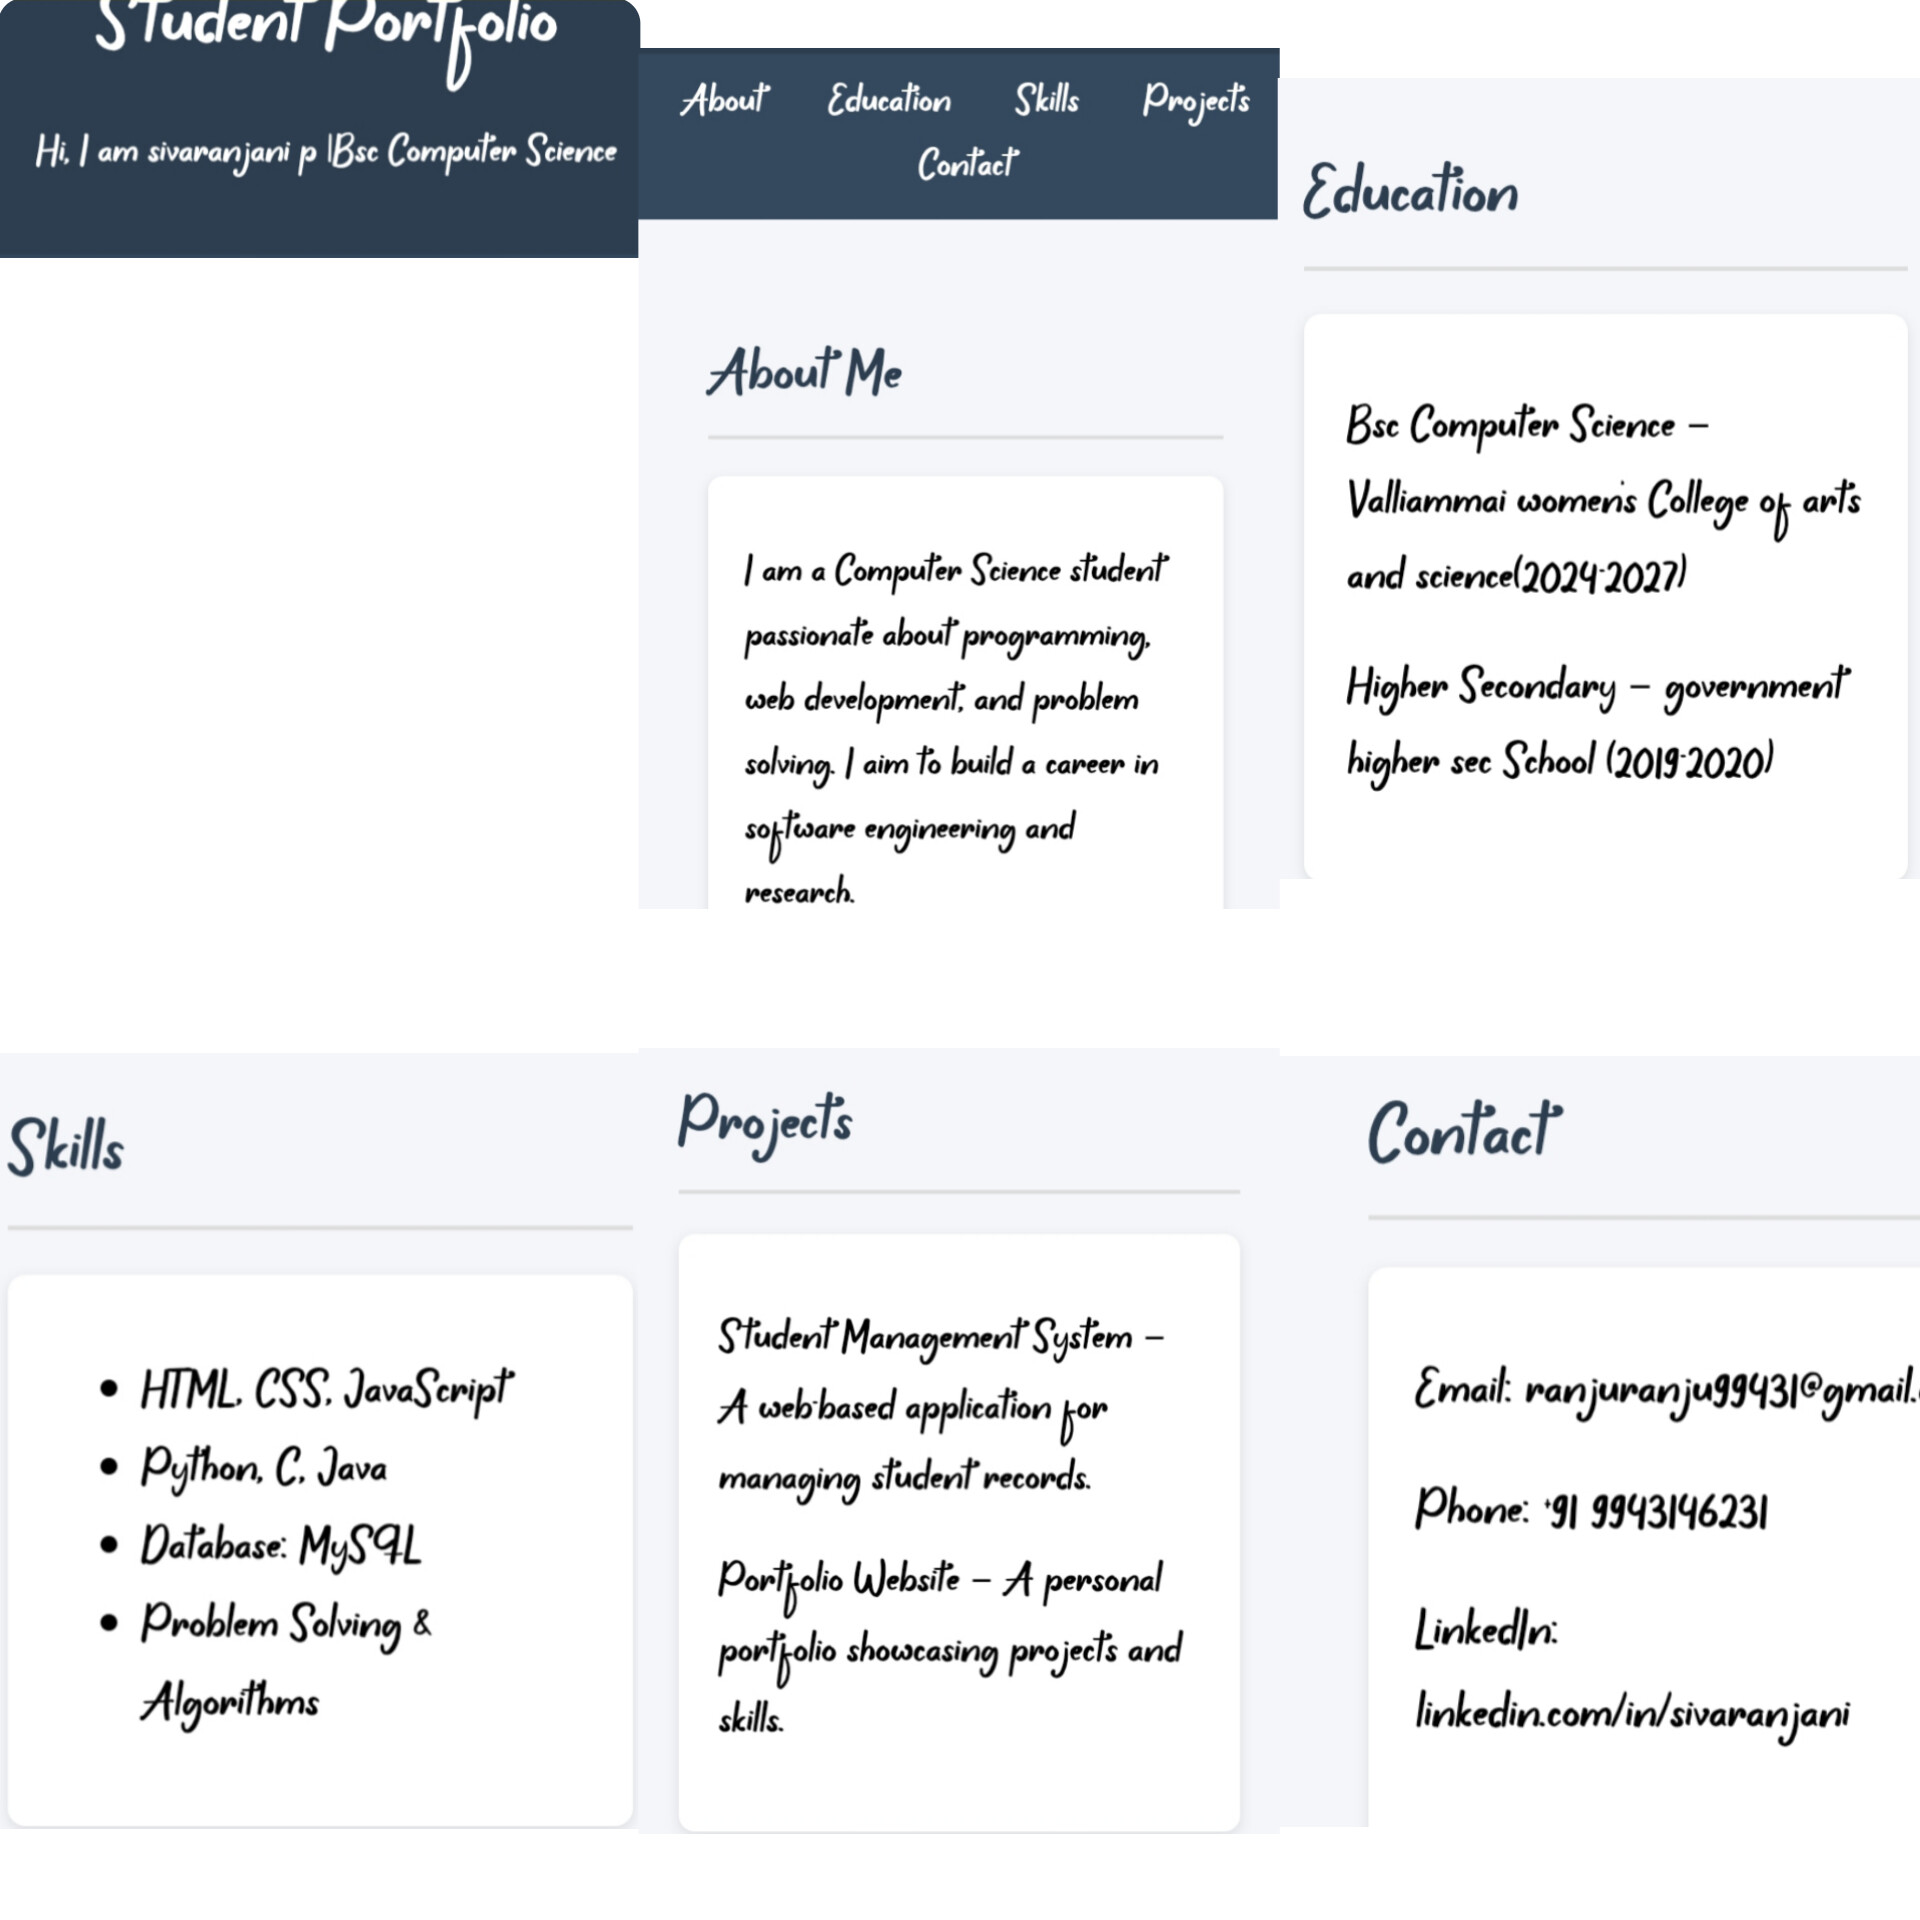 Student Portfolio
Hi, I am sivaranjani p |Bsc Computer Science
About Education Skills Projects
Contact
About Me
I am a Computer Science student
passionate about programming,
web development, and problem
solving. I aim to build a career in
software engineering and
research.
Education
Bsc Computer Science –
Valliammai women's College of arts
and science(2024-2027)
Higher Secondary – government
higher sec School (2019-2020)
Skills
• HTML, CSS, JavaScript
• Python, C, Java
• Database: MySQL
• Problem Solving &
Algorithms
Projects
Student Management System –
A web-based application for
managing student records.
Portfolio Website – A personal
portfolio showcasing projects and
skills.
Contact
Email: ranjuranju99431@gmail.
Phone: +91 9943146231
LinkedIn:
linkedin.com/in/sivaranjani